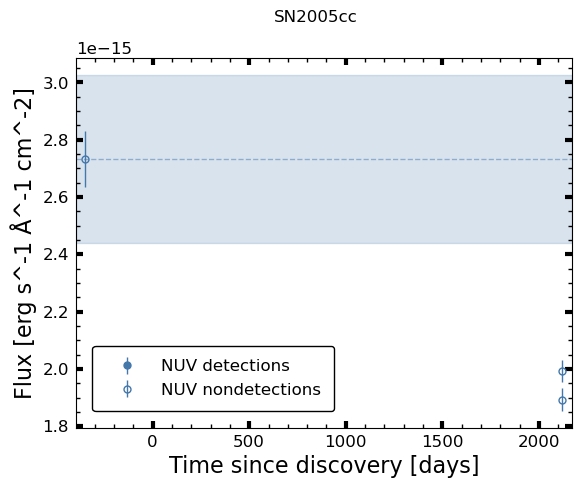 SN2005cc
1e−15
3.0
2.8
2.6
2.4
2.2
2.0
1.8
Flux [erg s^-1 Å^-1 cm^-2]
NUV detections
NUV nondetections
0 500 1000 1500 2000
Time since discovery [days]